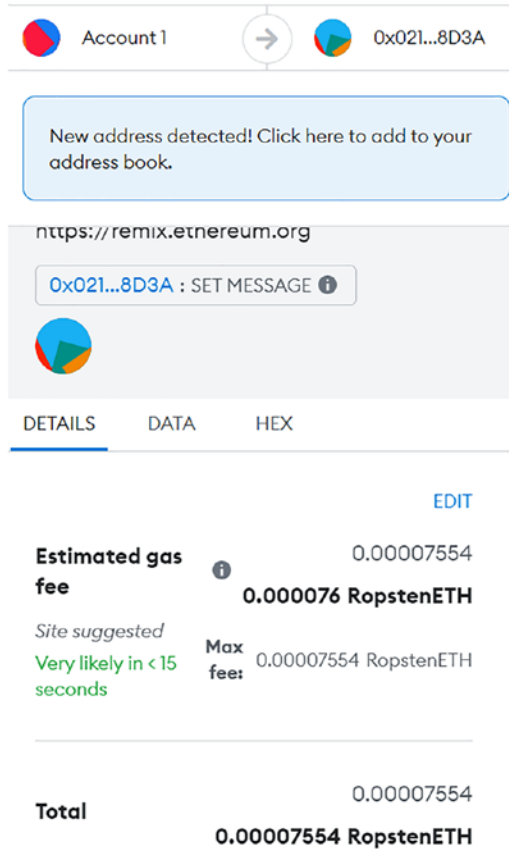 Account 1
0x021...8D3A
New address detected! Click here to add to your
address book.
https://remix.ethereum.org
0x021...8D3A : SET MESSAGE
DETAILS DATA HEX
EDIT
Estimated gas
fee
0.00007554
0.000076 RopstenETH
Site suggested
Very likely in < 15
seconds
Max
fee:
0.00007554 RopstenETH
Total
0.00007554
0.00007554 RopstenETH